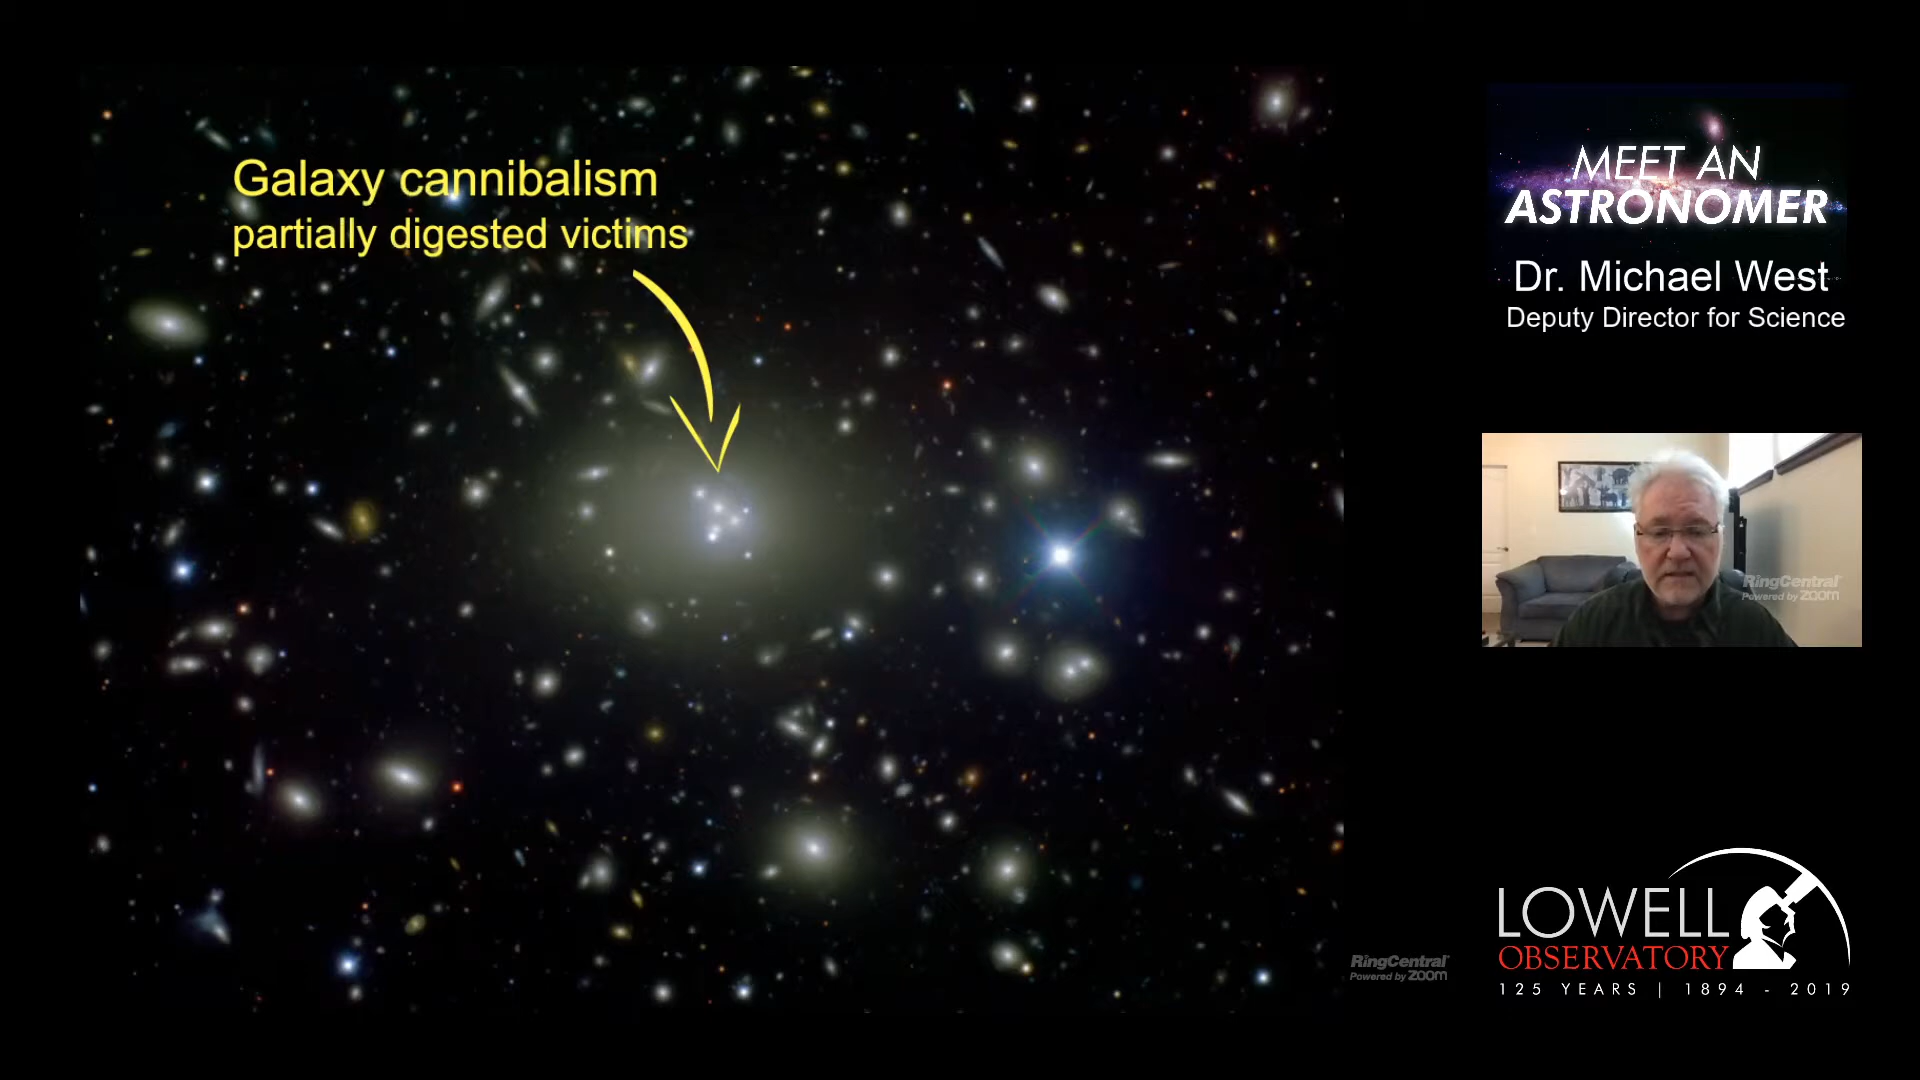 Galaxy cannibalism
partially digested victims
MEET AN
ASTRONOMER
Dr. Michael West
Deputy Director for Science
RingCentral
Powered by zoom
LOWELL
OBSERVATORY
125 YEARS | 1894 - 2019
RingCentral
Powered by zoom